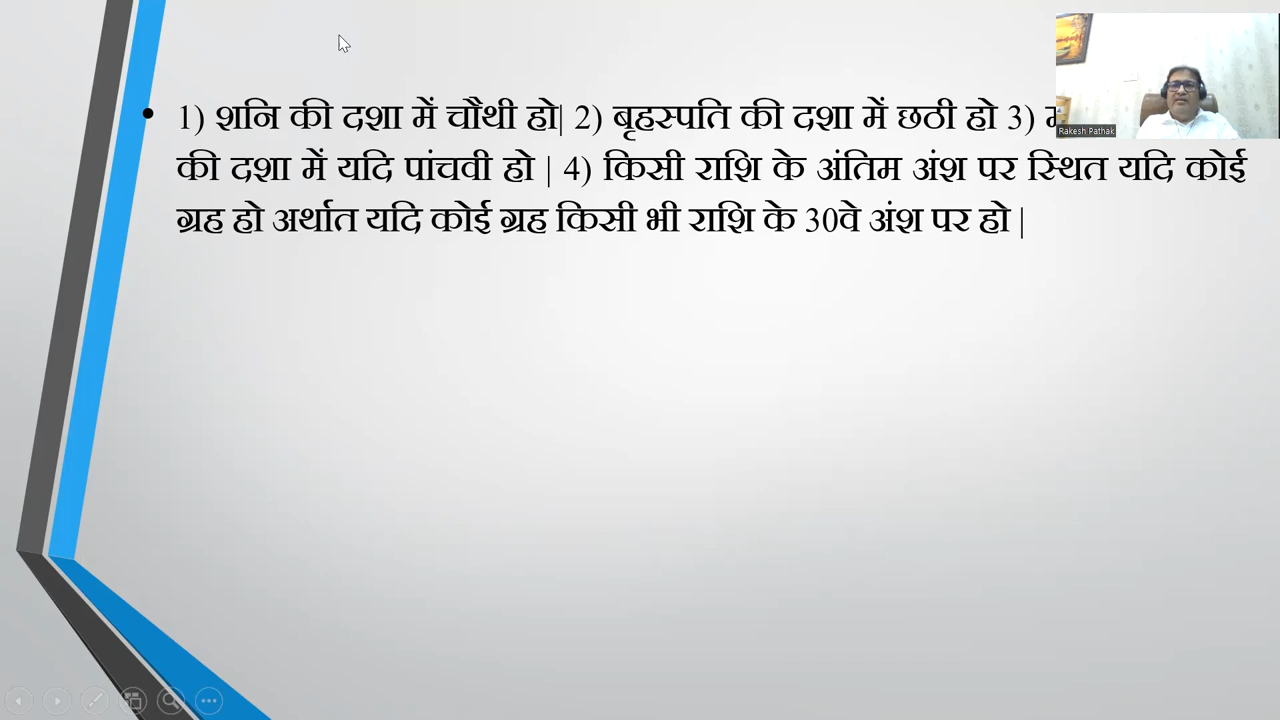 • 1) शनि की दशा में चौथी हो| 2) बृहस्पति की दशा में छठी हो 3)
की दशा में यदि पांचवी हो | 4) किसी राशि के अंतिम अंश पर स्थित यदि कोई
ग्रह हो अर्थात यदि कोई ग्रह किसी भी राशि के 30वे अंश पर हो |
Rakesh Pathak